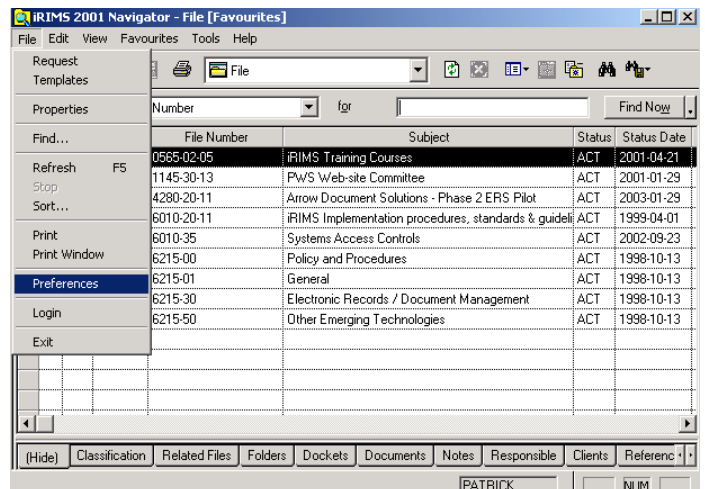 iRIMS 2001 Navigator - File [Favourites]
File Edit View Favourites Tools Help
Request
Templates
Properties
Find...
Refresh F5
Stop
Sort...
Print
Print Window
Preferences
Login
Exit
File
Number for Find Now
File Number Subject Status Status Date
0565-02-05 iRIMS Training Courses ACT 2001-04-21
1145-30-13 PWS Web-site Committee ACT 2001-01-29
4280-20-11 Arrow Document Solutions - Phase 2 ERS Pilot ACT 2003-01-29
6010-20-11 iRIMS Implementation procedures, standards & guideli ACT 1999-04-01
6010-35 Systems Access Controls ACT 2002-09-23
6215-00 Policy and Procedures ACT 1998-10-13
6215-01 General ACT 1998-10-13
6215-30 Electronic Records / Document Management ACT 1998-10-13
6215-50 Other Emerging Technologies ACT 1998-10-13
(Hide) Classification Related Files Folders Dockets Documents Notes Responsible Clients Referenc
PATRICK NUM